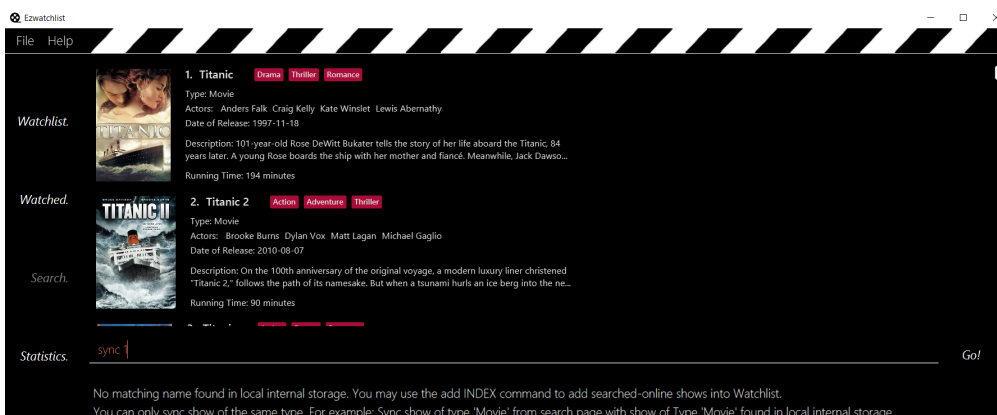 Ezwatchlist
File Help
Watchlist.
Watched.
Search.
Statistics.
TITANIC
1. Titanic Drama Thriller Romance
Type: Movie
Actors: Anders Falk Craig Kelly Kate Winslet Lewis Abernathy
Date of Release: 1997-11-18
Description: 101-year-old Rose DeWitt Bukater tells the story of her life aboard the Titanic, 84
years later. A young Rose boards the ship with her mother and fiancé. Meanwhile, Jack Dawso...
Running Time: 194 minutes
TITANIC II
2. Titanic 2 Action Adventure Thriller
Type: Movie
Actors: Brooke Burns Dylan Vox Matt Lagan Michael Gaglio
Date of Release: 2010-08-07
Description: On the 100th anniversary of the original voyage, a modern luxury liner christened
"Titanic 2," follows the path of its namesake. But when a tsunami hurls an ice berg into the ne...
Running Time: 90 minutes
sync 1
Go!
No matching name found in local internal storage. You may use the add INDEX command to add searched-online shows into Watchlist.
You can only sync show of the same type. For example: Sync show of type 'Movie' from search page with show of Type 'Movie' found in local internal storage.